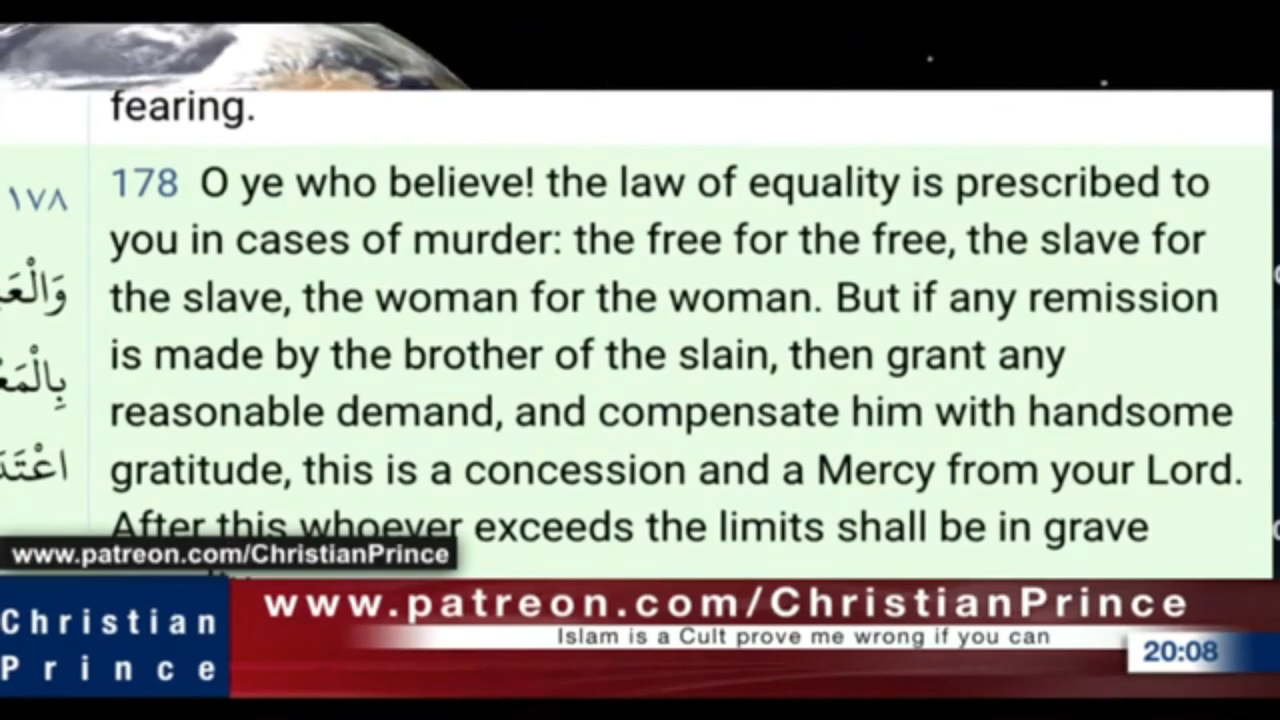 fearing.
178 O ye who believe! the law of equality is prescribed to
١٧٨
you in cases of murder: the free for the free, the slave for
the slave, the woman for the woman. But if any remission
is made by the brother of the slain, then grant any
reasonable demand, and compensate him with handsome
gratitude, this is a concession and a Mercy from your Lord.
After this whoever exceeds the limits shall be in grave
www.patreon.com/ChristianPrince
www.patreon.com/ChristianPrince
Islam is a Cult prove me wrong if you can
Christian
Prince
20:08